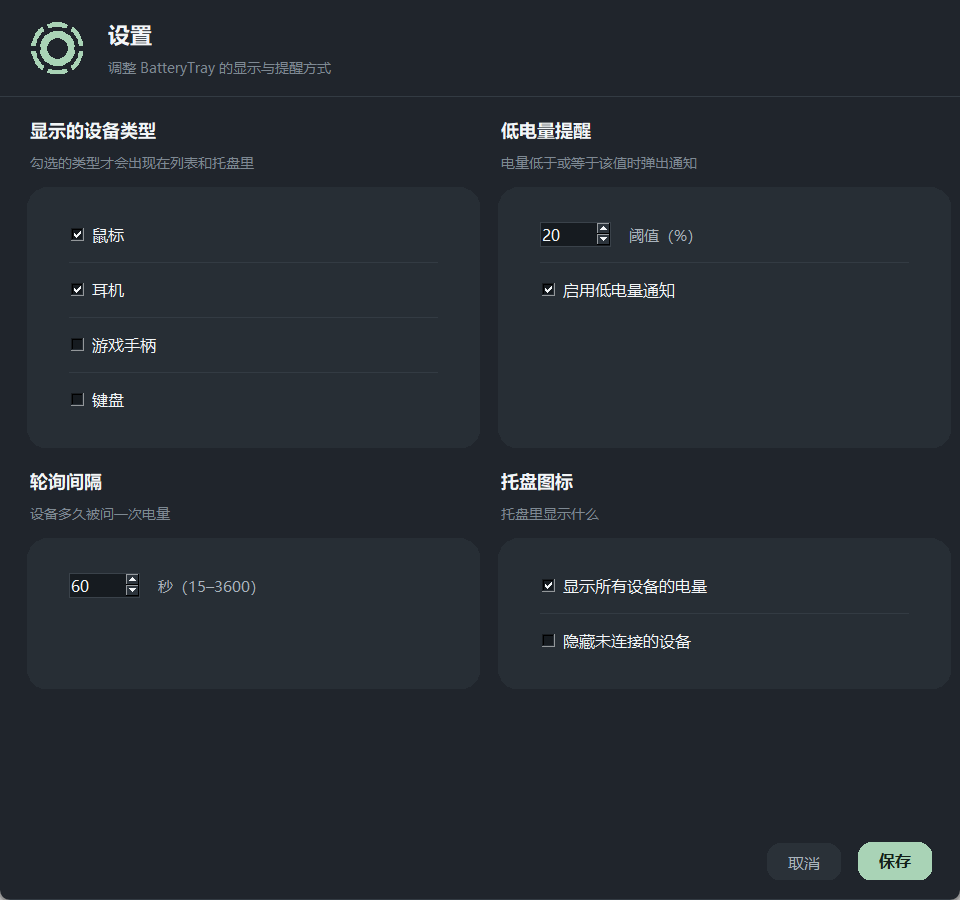 设置
调整 BatteryTray 的显示与提醒方式
显示的设备类型
勾选的类型才会出现在列表和托盘里
鼠标
耳机
游戏手柄
键盘
低电量提醒
电量低于或等于该值时弹出通知
20 阈值（%）
启用低电量通知
轮询间隔
设备多久被问一次电量
60 秒（15–3600）
托盘图标
托盘里显示什么
显示所有设备的电量
隐藏未连接的设备
取消 保存